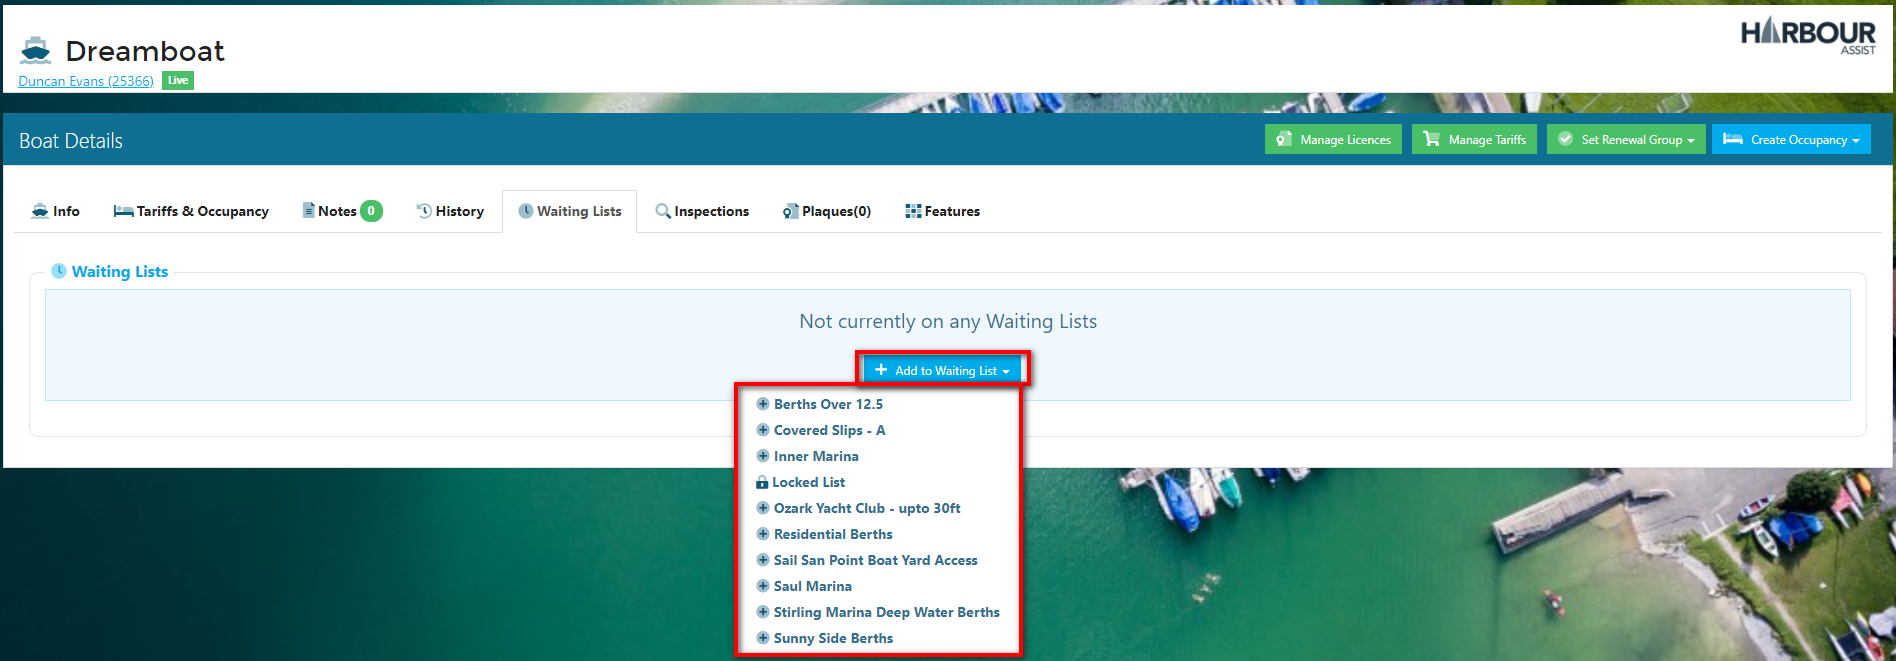 Dreamboat
Duncan Evans (25366) Live
HARBOUR
ASSIST
Boat Details
Manage Licences
Manage Tariffs
Set Renewal Group
Create Occupancy
Info
Tariffs & Occupancy
Notes 0
History
Waiting Lists
Inspections
Plaques(0)
Features
Waiting Lists
Not currently on any Waiting Lists
Add to Waiting List
Berths Over 12.5
Covered Slips - A
Inner Marina
Locked List
Ozark Yacht Club - upto 30ft
Residential Berths
Sail San Point Boat Yard Access
Saul Marina
Stirling Marina Deep Water Berths
Sunny Side Berths